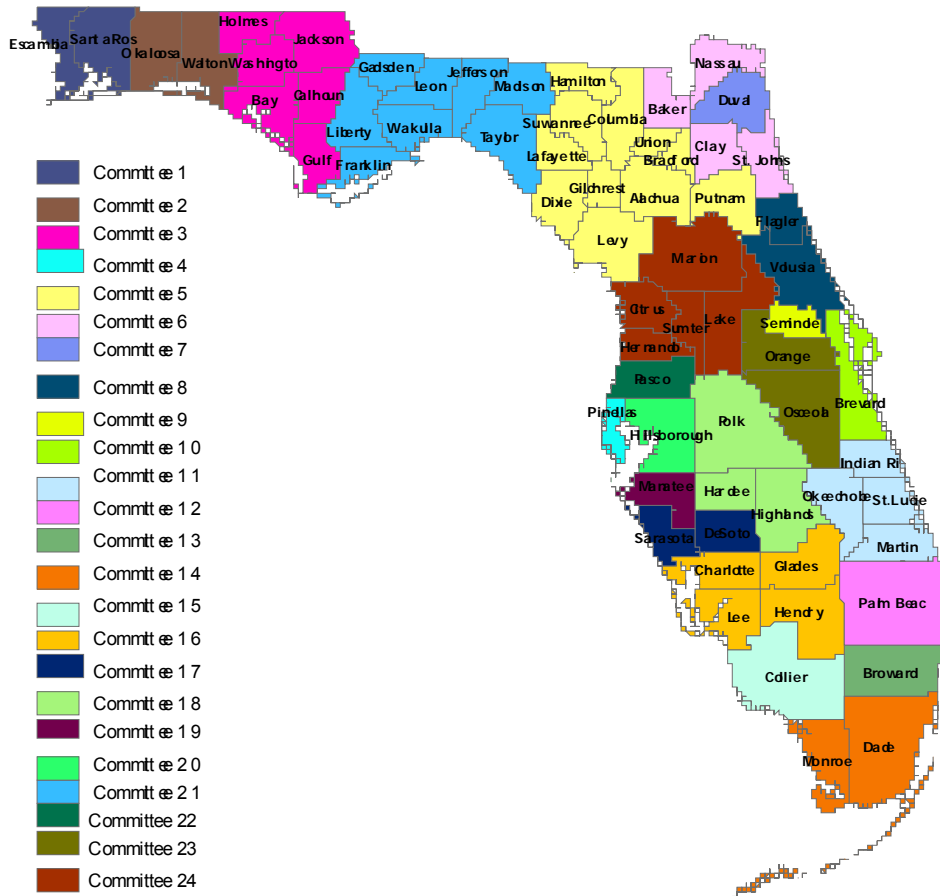 Holmes
Jackson
Escambia
Santa Ros
Okaloosa
Walton
Washingto
Bay
Calhoun
Gulf
Gadsden
Leon
Jefferson
Madson
Liberty
Wakulla
Franklin
Taylor
Hamilton
Suwannee
Columbia
Lafayette
Union
Bradford
Gilchrest
Dixie
Alachua
Putnam
Levy
Nassau
Baker
Duval
Clay
St. Johns
Flagler
Volusia
Marion
Citrus
Sumter
Lake
Hernando
Seminole
Orange
Pasco
Pinellas
Hillsborough
Polk
Osceola
Brevard
Indian Ri
Manatee
Hardee
Highlands
Okeechobe
St.Lucie
Sarasota
DeSoto
Martin
Charlotte
Glades
Lee
Hendry
Palm Beac
Collier
Broward
Monroe
Dade
Committee 1
Committee 2
Committee 3
Committee 4
Committee 5
Committee 6
Committee 7
Committee 8
Committee 9
Committee 10
Committee 11
Committee 12
Committee 13
Committee 14
Committee 15
Committee 16
Committee 17
Committee 18
Committee 19
Committee 20
Committee 21
Committee 22
Committee 23
Committee 24